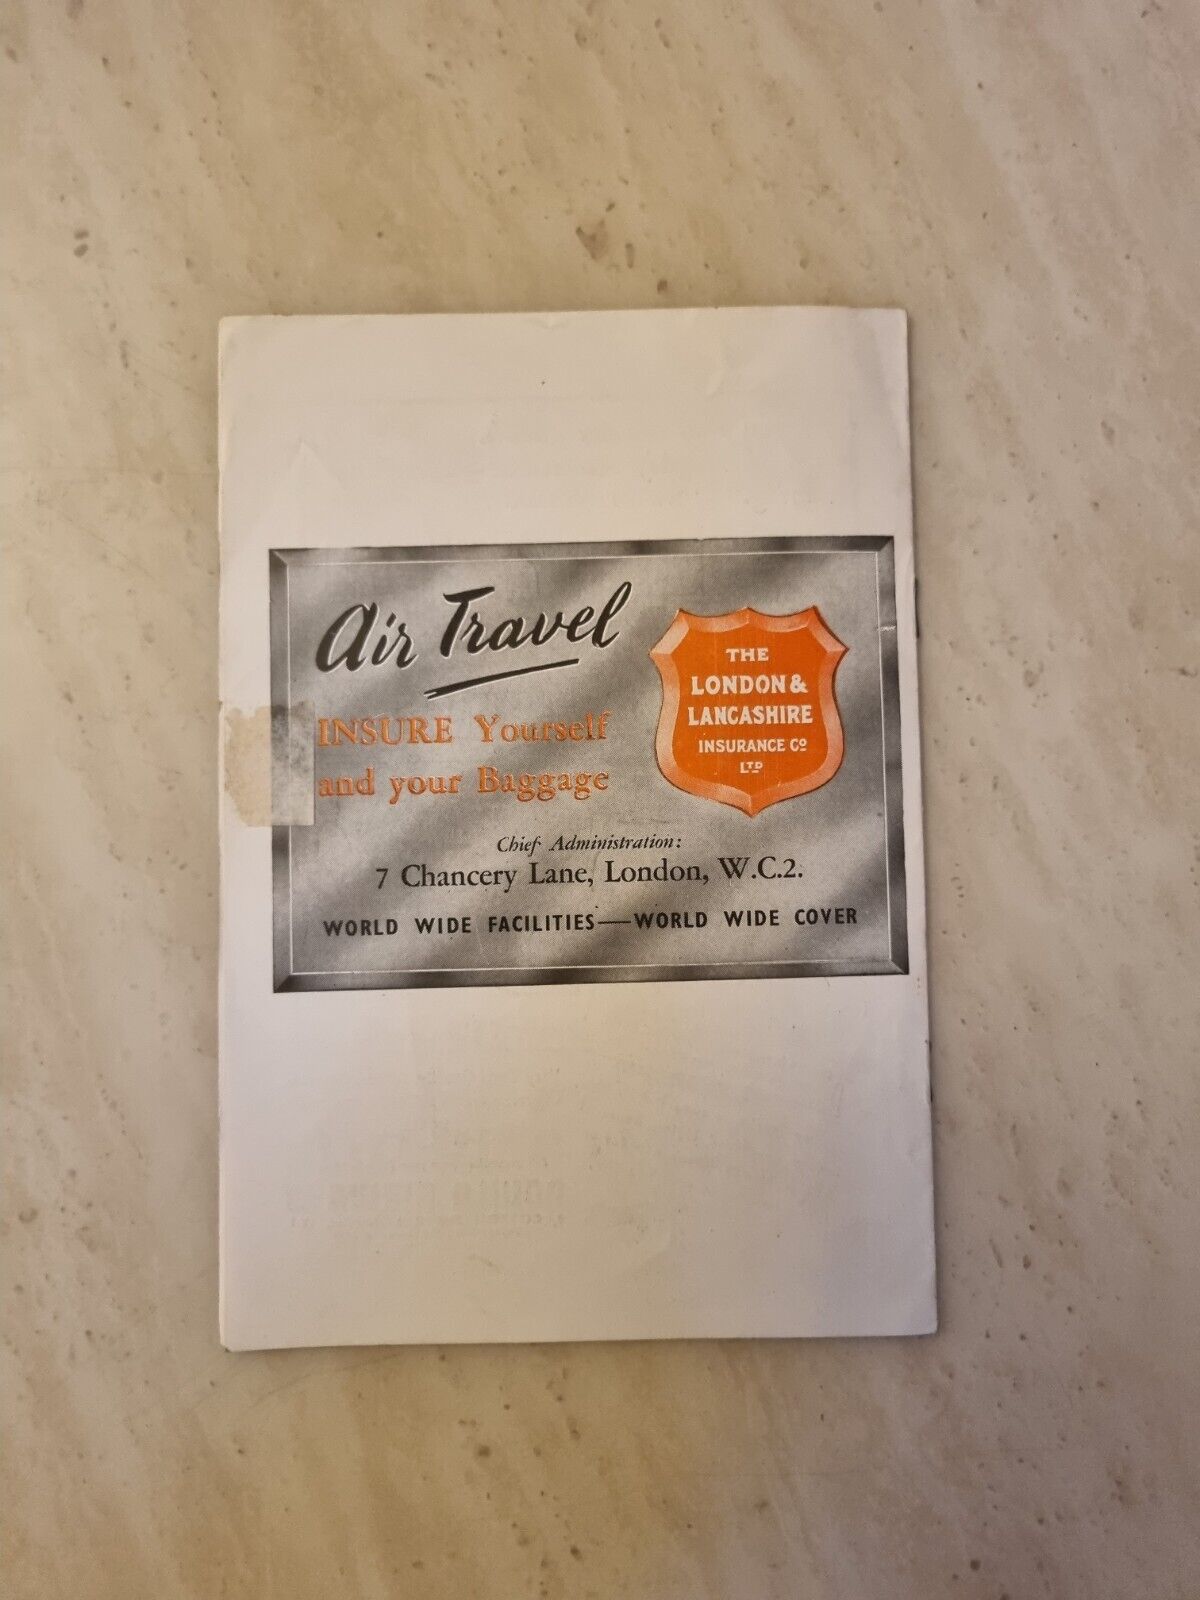 Air Travel
INSURE Yourself
and your Baggage
THE
LONDON &
LANCASHIRE
INSURANCE Cº
LTD
Chief Administration:
7 Chancery Lane, London, W.C.2.
WORLD WIDE FACILITIES—WORLD WIDE COVER